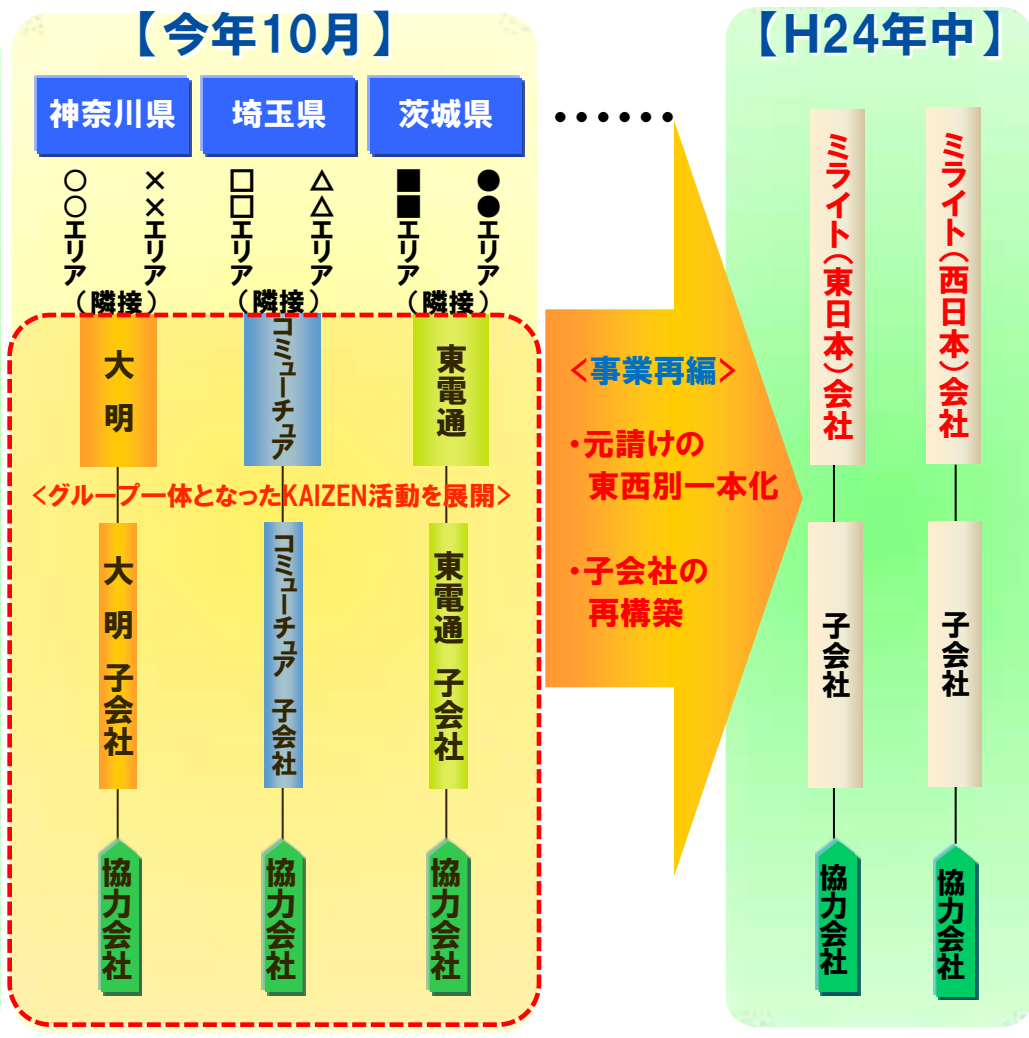 【今年10月】
神奈川県
埼玉県
茨城県
・・・・・・
○○エリア
××エリア
□□エリア
△△エリア
■■エリア
●●エリア
（隣接）
（隣接）
（隣接）
大明
コミューチュア
東電通
<グループ一体となったKAIZEN活動を展開>
大明 子会社
コミューチュア 子会社
東電通 子会社
協力会社
協力会社
協力会社
<事業再編>
・元請けの
東西別一本化
・子会社の
再構築
【H24年中】
ミライト（東日本）会社
ミライト（西日本）会社
子会社
子会社
協力会社
協力会社